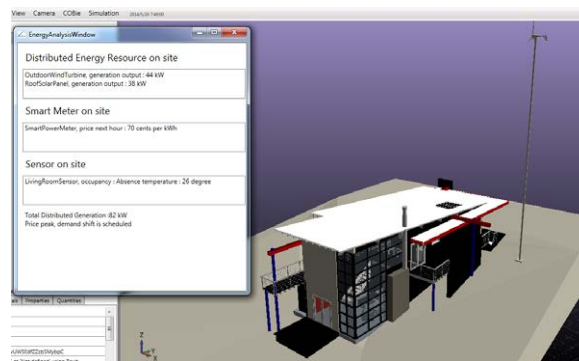 View Camera COBie Simulation
EnergyAnalysisWindow
Distributed Energy Resource on site
OutdoorWindTurbine, generation output : 44 kW
RoofSolarPanel, generation output : 38 kW
Smart Meter on site
SmartPowerMeter, price next hour : 70 cents per kWh
Sensor on site
LivingRoomSensor, occupancy : Absence temperature : 26 degree
Total Distributed Generation :82 kW
Price peak, demand shift is scheduled
Properties Quantities
Z
Y
X